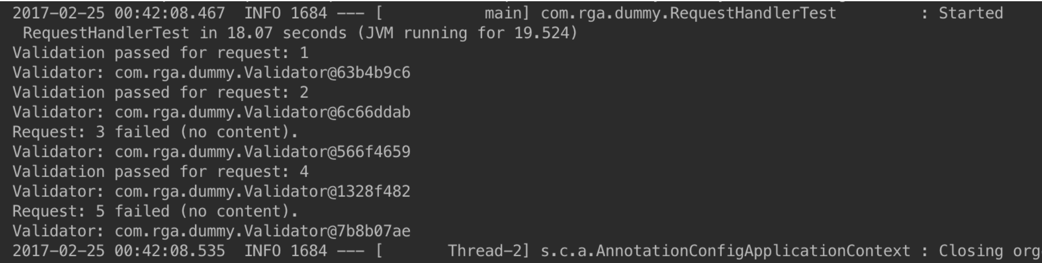 2017-02-25 00:42:08.467  INFO 1684 --- [           main] com.rga.dummy.RequestHandlerTest         : Started
 RequestHandlerTest in 18.07 seconds (JVM running for 19.524)
Validation passed for request: 1
Validator: com.rga.dummy.Validator@63b4b9c6
Validation passed for request: 2
Validator: com.rga.dummy.Validator@6c66ddab
Request: 3 failed (no content).
Validator: com.rga.dummy.Validator@566f4659
Validation passed for request: 4
Validator: com.rga.dummy.Validator@1328f482
Request: 5 failed (no content).
Validator: com.rga.dummy.Validator@7b8b07ae
2017-02-25 00:42:08.535  INFO 1684 --- [       Thread-2] s.c.a.AnnotationConfigApplicationContext : Closing org